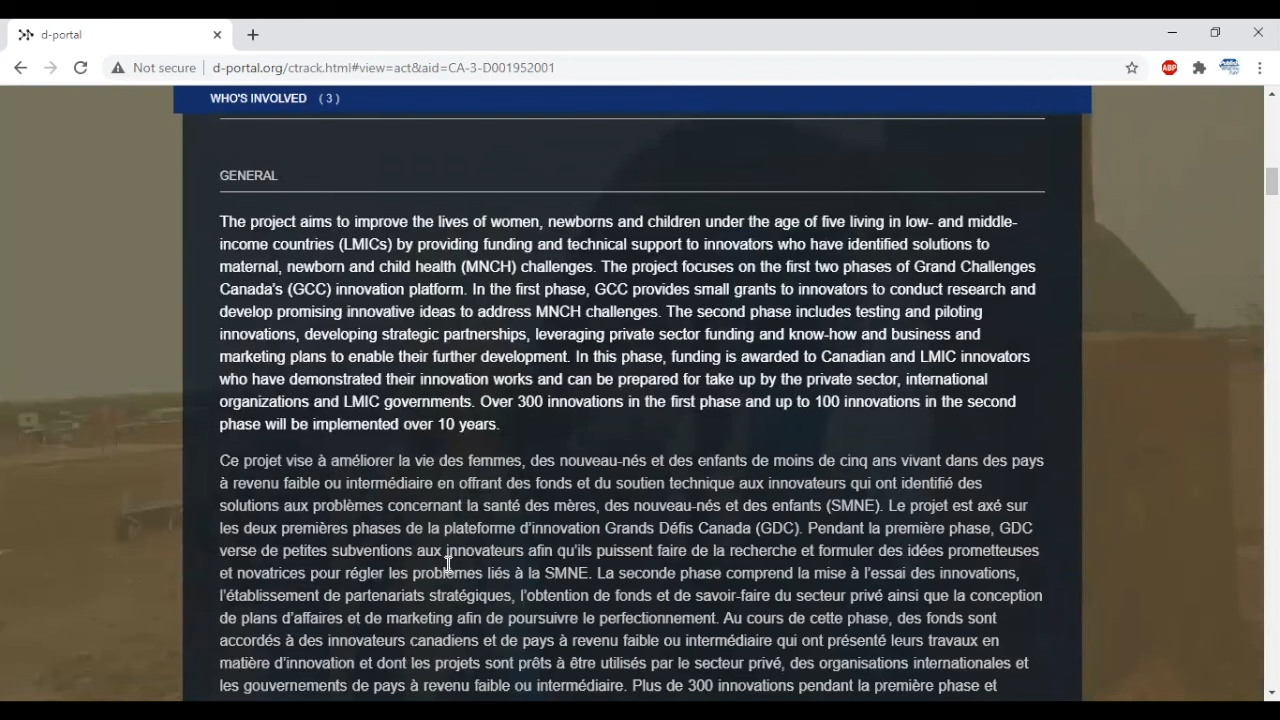 d-portal
Not secure
d-portal.org/ctrack.html#view=act&aid=CA-3-D001952001
ABP
WHO'S INVOLVED ( 3 )
GENERAL
The project aims to improve the lives of women, newborns and children under the age of five living in low- and middle-
income countries (LMICs) by providing funding and technical support to innovators who have identified solutions to
maternal, newborn and child health (MNCH) challenges. The project focuses on the first two phases of Grand Challenges
Canada's (GCC) innovation platform. In the first phase, GCC provides small grants to innovators to conduct research and
develop promising innovative ideas to address MNCH challenges. The second phase includes testing and piloting
innovations, developing strategic partnerships, leveraging private sector funding and know-how and business and
marketing plans to enable their further development. In this phase, funding is awarded to Canadian and LMIC innovators
who have demonstrated their innovation works and can be prepared for take up by the private sector, international
organizations and LMIC governments. Over 300 innovations in the first phase and up to 100 innovations in the second
phase will be implemented over 10 years.
Ce projet vise à améliorer la vie des femmes, des nouveau-nés et des enfants de moins de cinq ans vivant dans des pays
à revenu faible ou intermédiaire en offrant des fonds et du soutien technique aux innovateurs qui ont identifié des
solutions aux problèmes concernant la santé des mères, des nouveau-nés et des enfants (SMNE). Le projet est axé sur
les deux premières phases de la plateforme d'innovation Grands Défis Canada (GDC). Pendant la première phase, GDC
verse de petites subventions aux innovateurs afin qu'ils puissent faire de la recherche et formuler des idées prometteuses
et novatrices pour régler les problèmes liés à la SMNE. La seconde phase comprend la mise à l'essai des innovations,
l'établissement de partenariats stratégiques, l'obtention de fonds et de savoir-faire du secteur privé ainsi que la conception
de plans d'affaires et de marketing afin de poursuivre le perfectionnement. Au cours de cette phase, des fonds sont
accordés à des innovateurs canadiens et de pays à revenu faible ou intermédiaire qui ont présenté leurs travaux en
matière d'innovation et dont les projets sont prêts à être utilisés par le secteur privé, des organisations internationales et
les gouvernements de pays à revenu faible ou intermédiaire. Plus de 300 innovations pendant la première phase et